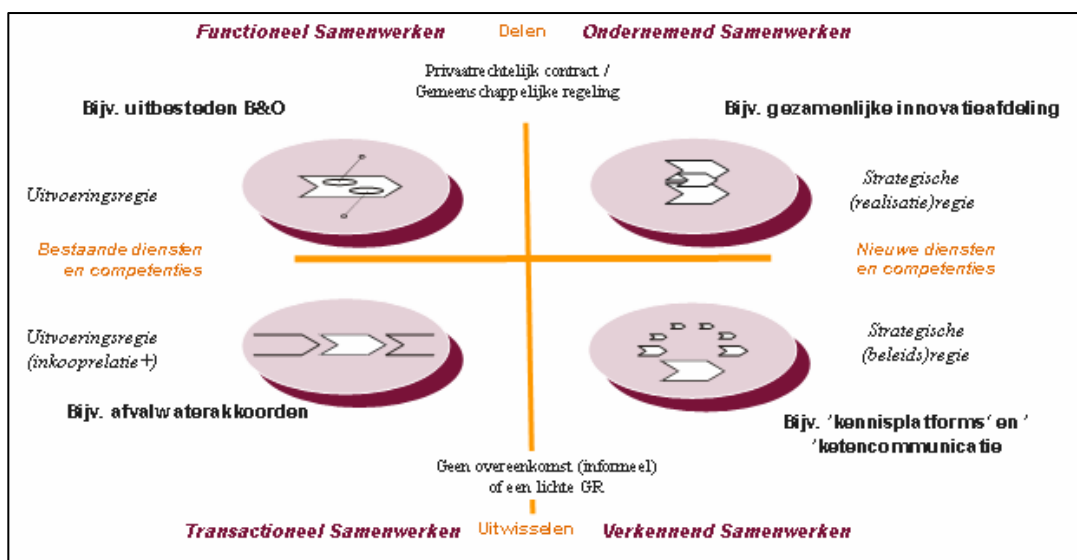 Functioneel Samenwerken Delen Ondernemend Samenwerken
Privaatrechtelijk contract /
Gemeenschappelijke regeling
Bijv. uitbesteden B&O
Bijv. gezamenlijke innovatieafdeling
Uitvoeringsregie
Strategische
(realisatie)regie
Bestaande diensten
en competenties
Nieuwe diensten
en competenties
Uitvoeringsregie
(inkooprelatie+)
Strategische
(beleids)regie
Bijv. afvalwaterakkoorden
Bijv. 'kennisplatforms' en '
'ketencommunicatie
Geen overeenkomst (informeel)
of een lichte GR
Transactioneel Samenwerken Uitwisselen Verkennend Samenwerken